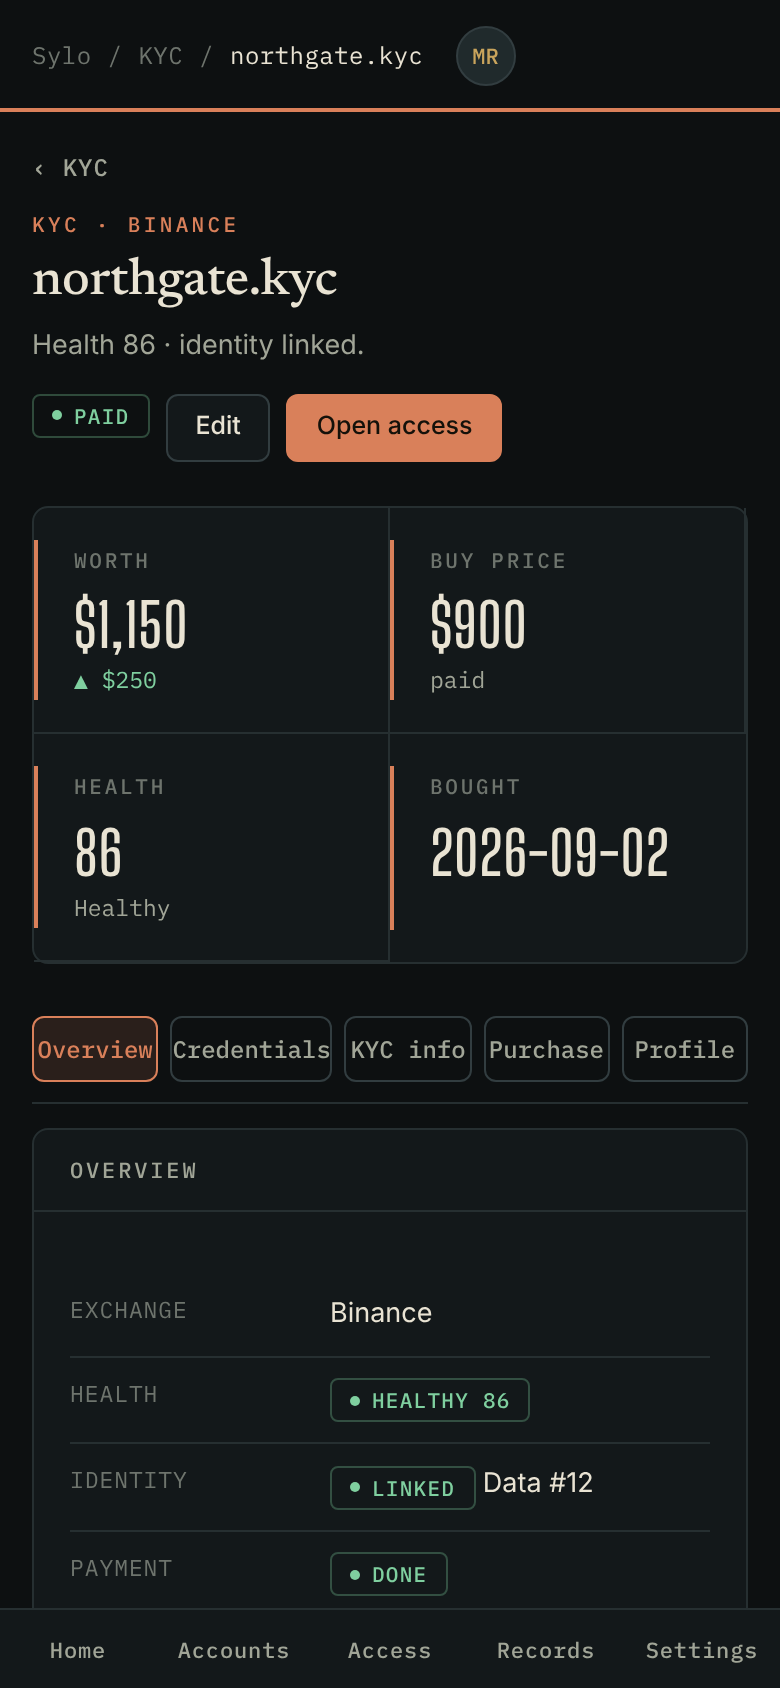 Sylo / KYC / northgate.kyc MR
‹ KYC
KYC · BINANCE
northgate.kyc
Health 86 · identity linked.
PAID Edit Open access
WORTH BUY PRICE
$1,150 $900
▲ $250 paid
HEALTH BOUGHT
86 2026-09-02
Healthy
Overview Credentials KYC info Purchase Profile
OVERVIEW
EXCHANGE Binance
HEALTH HEALTHY 86
IDENTITY LINKED Data #12
PAYMENT DONE
Home Accounts Access Records Settings